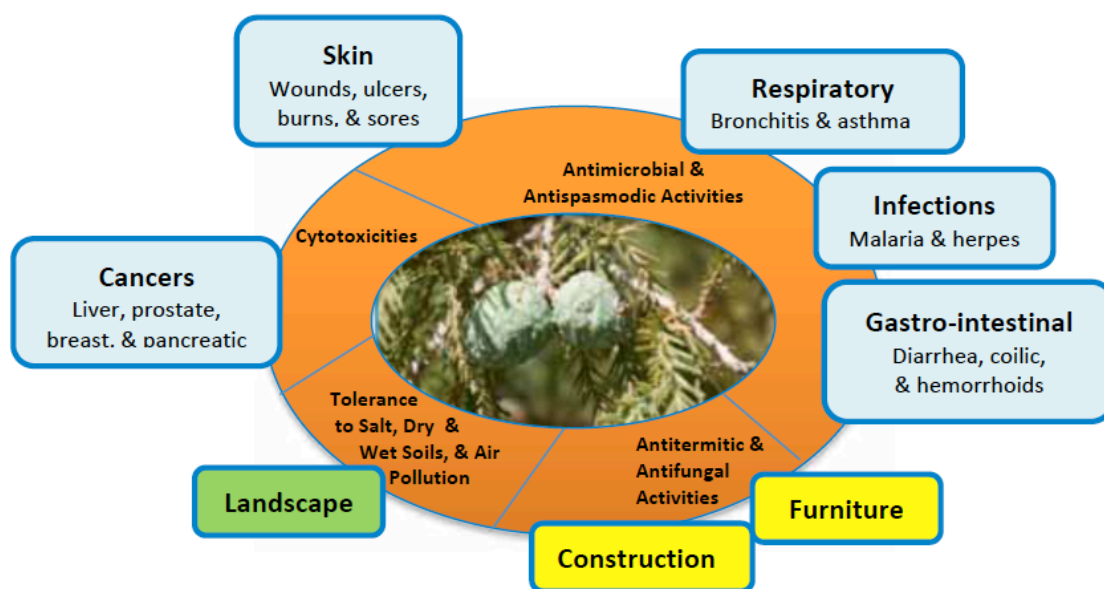 Skin
Wounds, ulcers,
burns, & sores
Respiratory
Bronchitis & asthma
Antimicrobial &
Antispasmodic Activities
Infections
Malaria & herpes
Cytotoxicities
Cancers
Liver, prostate,
breast, & pancreatic
Gastro-intestinal
Diarrhea, coilic,
& hemorrhoids
Tolerance
to Salt, Dry &
Wet Soils, & Air
Pollution
Antitermitic &
Antifungal
Activities
Landscape
Furniture
Construction